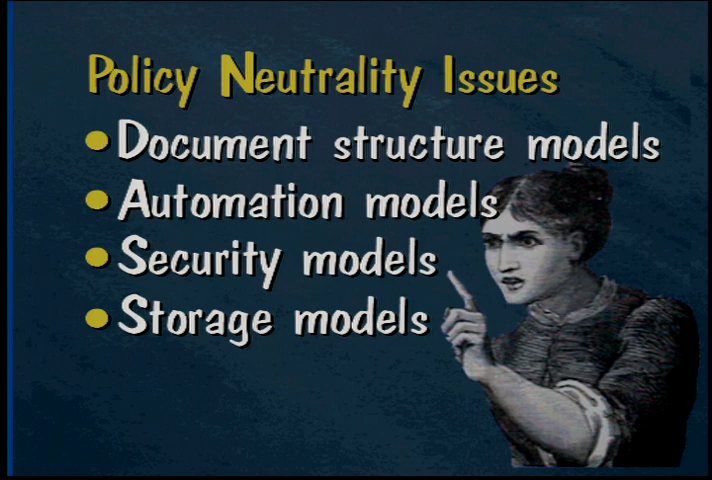 Policy Neutrality Issues
• Document structure models
• Automation models
• Security models
• Storage models